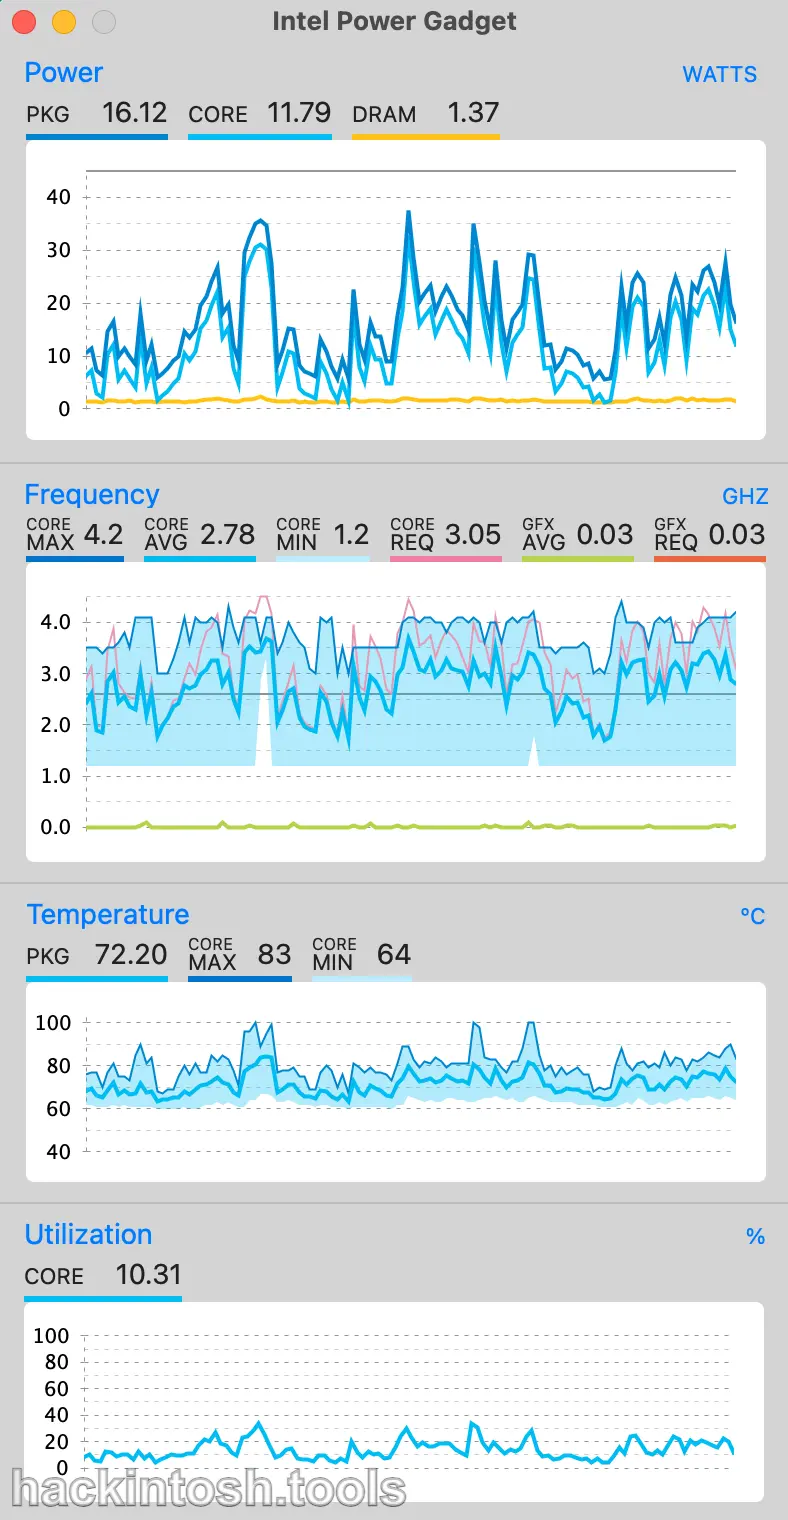 Intel Power Gadget
Power WATTS
PKG 16.12 CORE 11.79 DRAM 1.37
40
30
20
10
0
Frequency GHZ
CORE MAX 4.2 CORE AVG 2.78 CORE MIN 1.2 CORE REQ 3.05 GFX AVG 0.03 GFX REQ 0.03
4.0
3.0
2.0
1.0
0.0
Temperature °C
PKG 72.20 CORE MAX 83 CORE MIN 64
100
80
60
40
Utilization %
CORE 10.31
100
80
60
40
20
0
hackintosh.tools